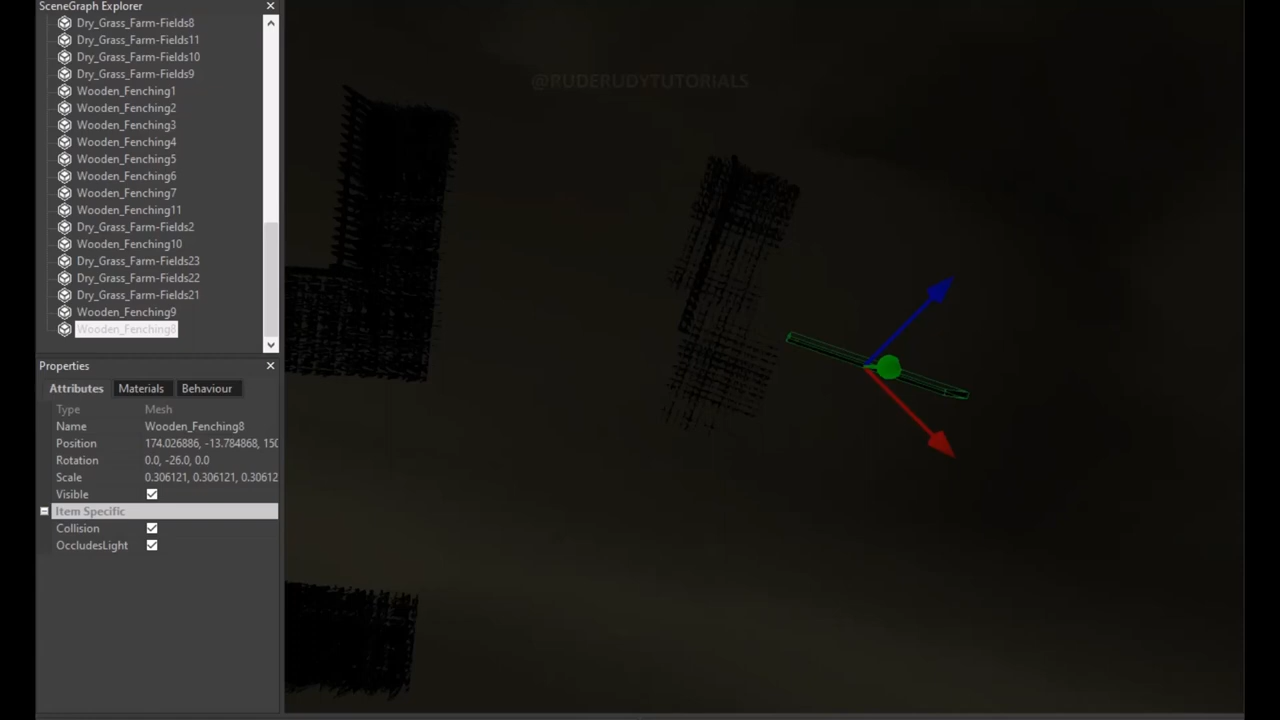 SceneGraph Explorer
Dry_Grass_Farm-Fields8
Dry_Grass_Farm-Fields11
Dry_Grass_Farm-Fields10
Dry_Grass_Farm-Fields9
Wooden_Fenching1
Wooden_Fenching2
Wooden_Fenching3
Wooden_Fenching4
Wooden_Fenching5
Wooden_Fenching6
Wooden_Fenching7
Wooden_Fenching11
Dry_Grass_Farm-Fields2
Wooden_Fenching10
Dry_Grass_Farm-Fields23
Dry_Grass_Farm-Fields22
Dry_Grass_Farm-Fields21
Wooden_Fenching9
Wooden_Fenching8
Properties
Attributes Materials Behaviour
Type Mesh
Name Wooden_Fenching8
Position 174.026886, -13.784868, 150
Rotation 0.0, -26.0, 0.0
Scale 0.306121, 0.306121, 0.30612
Visible
Item Specific
Collision
OccludesLight
@RUDERUDYTUTORIALS